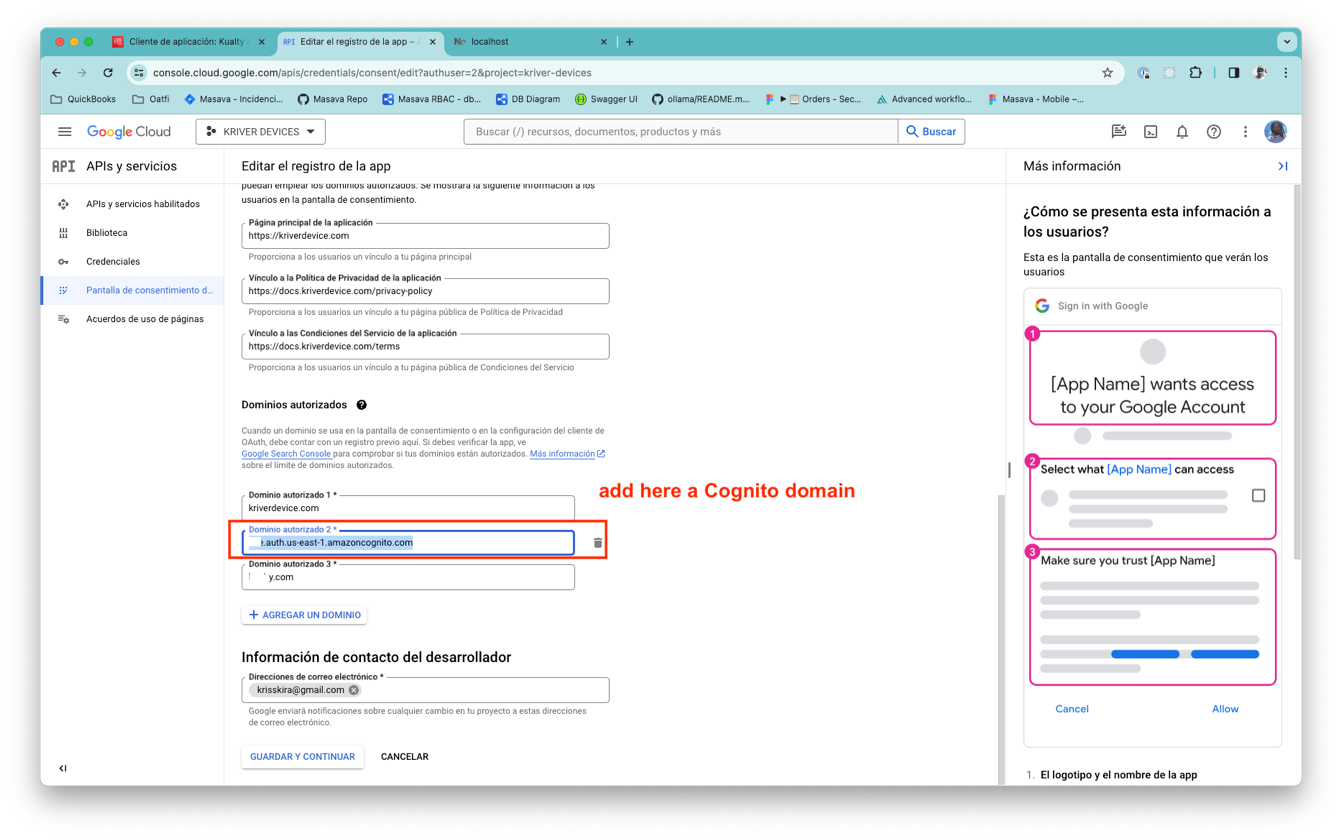 Cliente de aplicación: Kualty
Editar el registro de la app – A
localhost
console.cloud.google.com/apis/credentials/consent/edit?authuser=2&project=kriver-devices
QuickBooks
Oatfi
Masava - Incidenci...
Masava Repo
Masava RBAC - db...
DB Diagram
Swagger UI
ollama/README.m...
Orders - Sec...
Advanced workflo...
Masava - Mobile –...
Google Cloud
KRIVER DEVICES
Buscar (/) recursos, documentos, productos y más
Buscar
API APIs y servicios
APIs y servicios habilitados
Biblioteca
Credenciales
Pantalla de consentimiento d...
Acuerdos de uso de páginas
Editar el registro de la app
puedan emplear los dominios autorizados. Se mostrará la siguiente información a los
usuarios en la pantalla de consentimiento.
Página principal de la aplicación
https://kriverdevice.com
Proporciona a los usuarios un vínculo a tu página principal
Vínculo a la Política de Privacidad de la aplicación
https://docs.kriverdevice.com/privacy-policy
Proporciona a los usuarios un vínculo a tu página pública de Política de Privacidad
Vínculo a las Condiciones del Servicio de la aplicación
https://docs.kriverdevice.com/terms
Proporciona a los usuarios un vínculo a tu página pública de Condiciones del Servicio
Dominios autorizados
Cuando un dominio se usa en la pantalla de consentimiento o en la configuración del cliente de
OAuth, debe contar con un registro previo aquí. Si debes verificar la app, ve
Google Search Console para comprobar si tus dominios están autorizados. Más información
sobre el límite de dominios autorizados.
add here a Cognito domain
Dominio autorizado 1 *
kriverdevice.com
Dominio autorizado 2 *
.auth.us-east-1.amazoncognito.com
Dominio autorizado 3 *
y.com
+ AGREGAR UN DOMINIO
Información de contacto del desarrollador
Direcciones de correo electrónico *
krisskira@gmail.com
Google enviará notificaciones sobre cualquier cambio en tu proyecto a estas direcciones
de correo electrónico.
GUARDAR Y CONTINUAR
CANCELAR
Más información
¿Cómo se presenta esta información a
los usuarios?
Esta es la pantalla de consentimiento que verán los
usuarios
Sign in with Google
1
[App Name] wants access
to your Google Account
2
Select what [App Name] can access
3
Make sure you trust [App Name]
Cancel
Allow
1. El logotipo y el nombre de la app